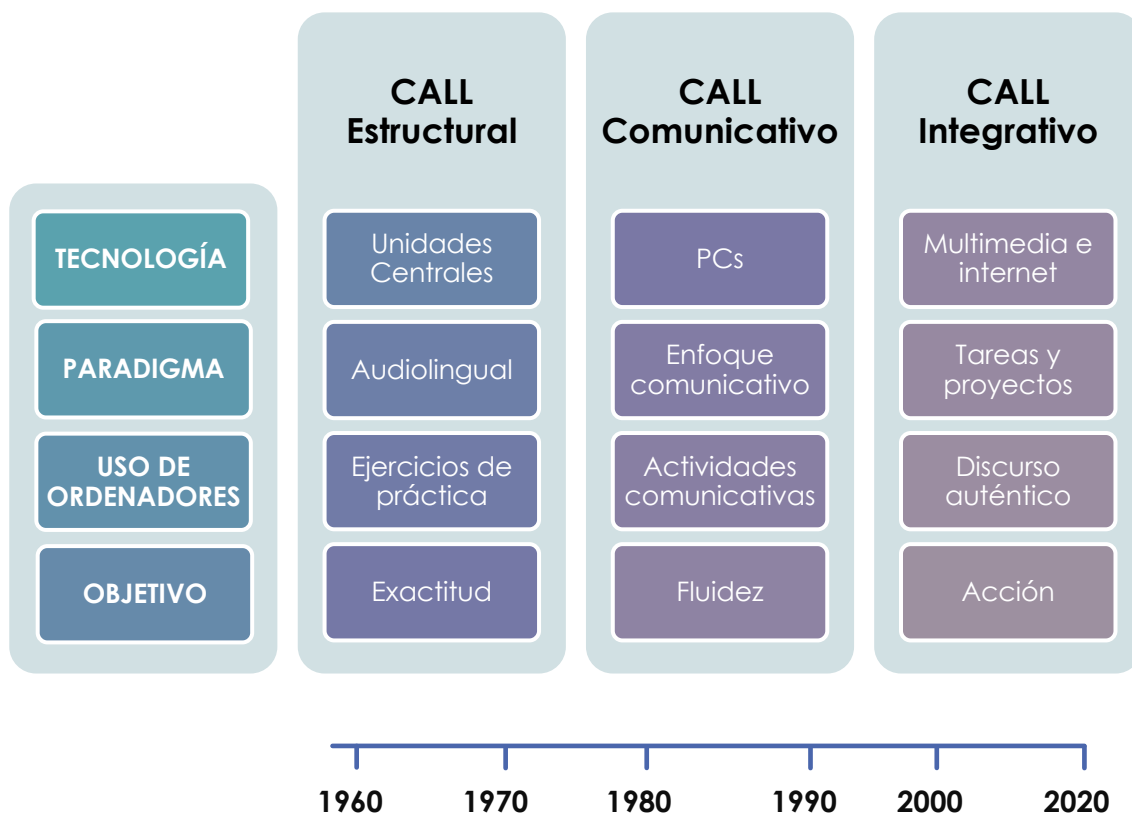 CALL
Estructural
CALL
Comunicativo
CALL
Integrativo
TECNOLOGÍA
Unidades
Centrales
PCs
Multimedia e
internet
PARADIGMA
Audiolingual
Enfoque
comunicativo
Tareas y
proyectos
USO DE
ORDENADORES
Ejercicios de
práctica
Actividades
comunicativas
Discurso
auténtico
OBJETIVO
Exactitud
Fluidez
Acción
1960 1970 1980 1990 2000 2020